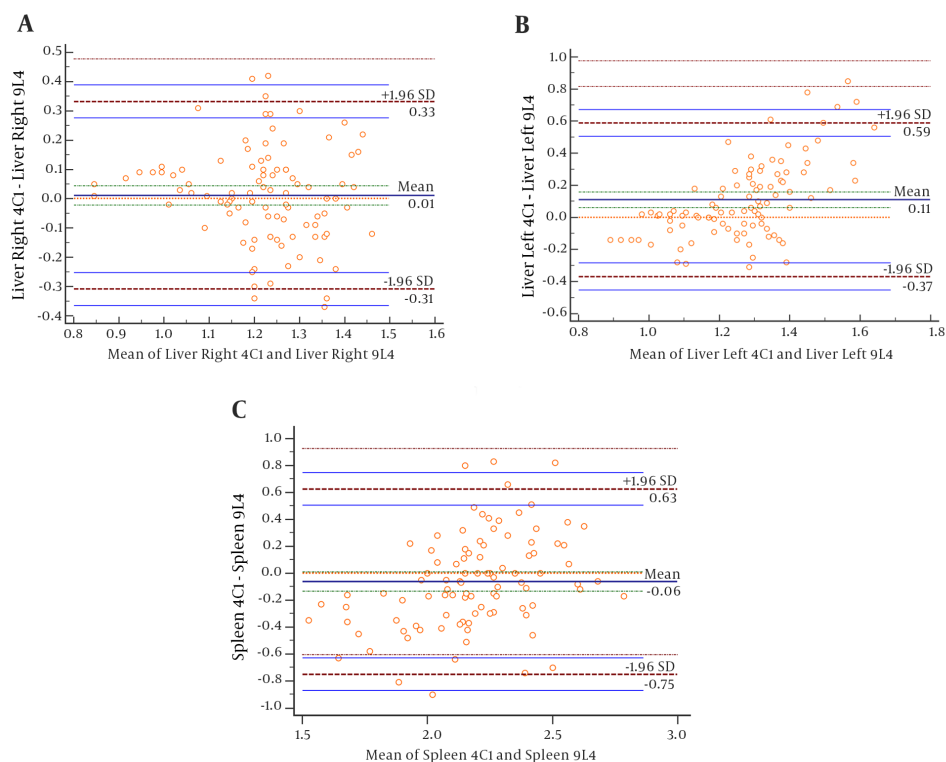 A
Liver Right 4C1 - Liver Right 9L4
0.5
0.4
0.3
0.2
0.1
0.0
-0.1
-0.2
-0.3
-0.4
+1.96 SD
0.33
Mean
0.01
-1.96 SD
-0.31
0.8 0.9 1.0 1.1 1.2 1.3 1.4 1.5 1.6
Mean of Liver Right 4C1 and Liver Right 9L4
B
Liver Left 4C1 - Liver Left 9L4
1.0
0.8
0.6
0.4
0.2
0.0
-0.2
-0.4
-0.6
+1.96 SD
0.59
Mean
0.11
-1.96 SD
-0.37
0.8 1.0 1.2 1.4 1.6 1.8
Mean of Liver Left 4C1 and Liver Left 9L4
C
Spleen 4C1 - Spleen 9L4
1.0
0.8
0.6
0.4
0.2
0.0
-0.2
-0.4
-0.6
-0.8
-1.0
+1.96 SD
0.63
Mean
-0.06
-1.96 SD
-0.75
1.5 2.0 2.5 3.0
Mean of Spleen 4C1 and Spleen 9L4